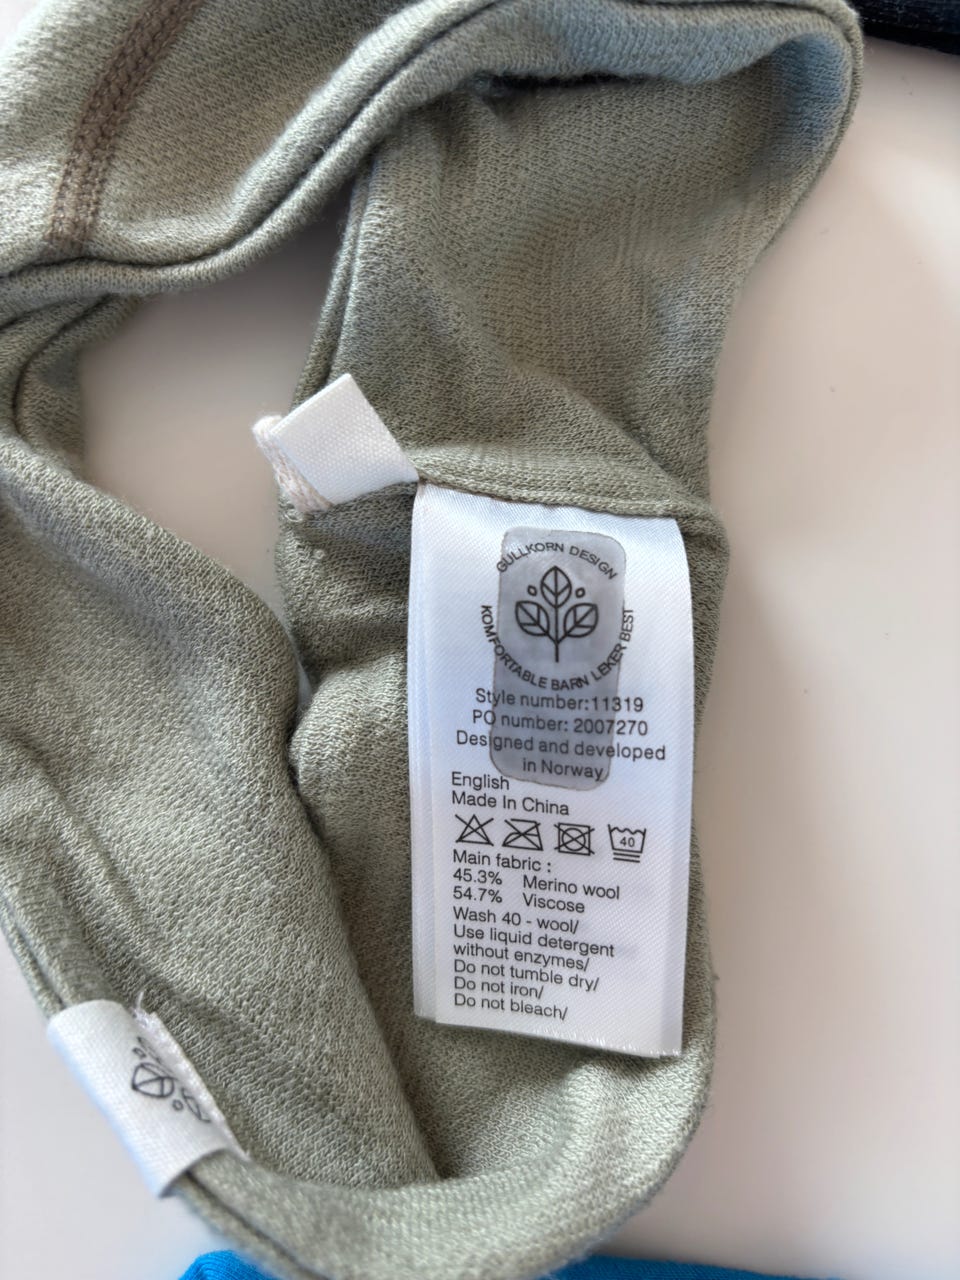 GULLKORN DESIGN
KOMFORTABLE BARN LEKER BEST
Style number:11319
PO number: 2007270
Designed and developed
in Norway
English
Made In China
40
Main fabric :
45.3% Merino wool
54.7% Viscose
Wash 40 - wool/
Use liquid detergent
without enzymes/
Do not tumble dry/
Do not iron/
Do not bleach/